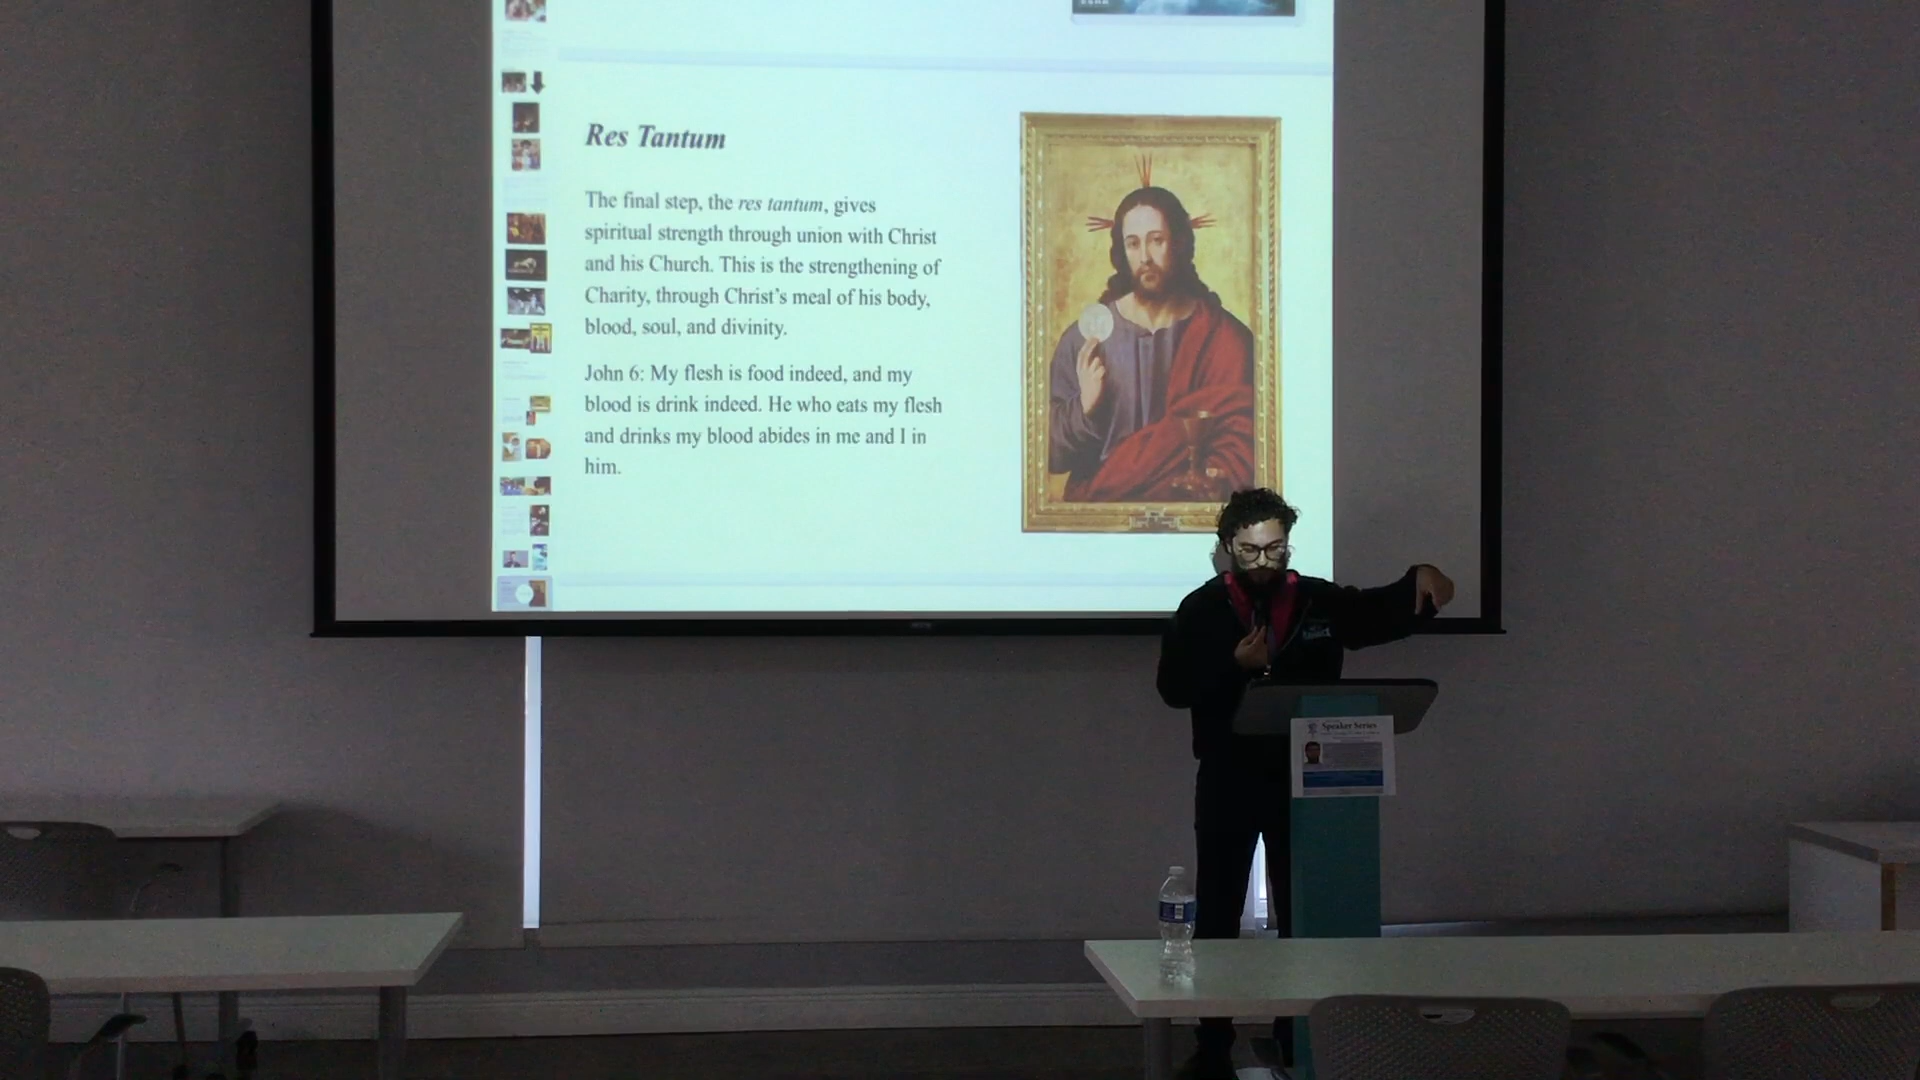 Res Tantum
The final step, the res tantum, gives
spiritual strength through union with Christ
and his Church. This is the strengthening of
Charity, through Christ's meal of his body,
blood, soul, and divinity.
John 6: My flesh is food indeed, and my
blood is drink indeed. He who eats my flesh
and drinks my blood abides in me and I in
him.
Speaker Series